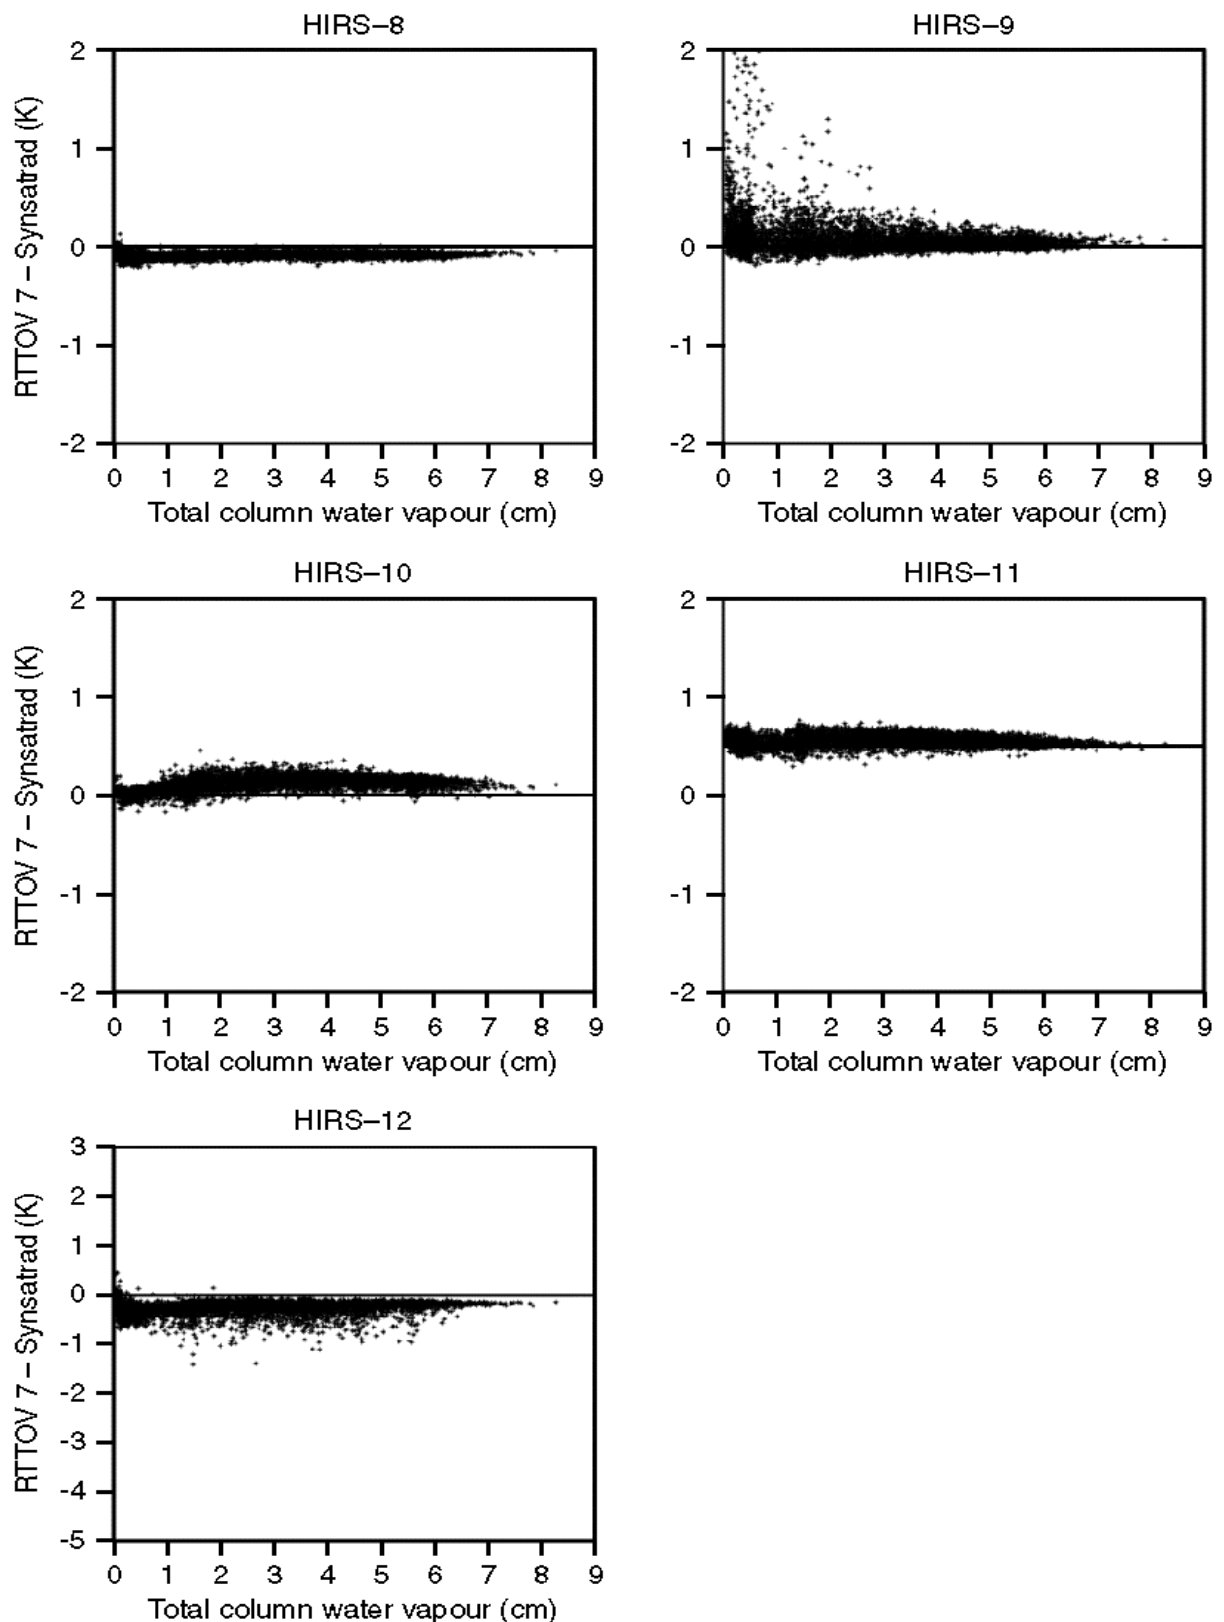 HIRS–8
HIRS–9
RTTOV 7 – Synsatrad (K)
2
1
0
-1
-2
0 1 2 3 4 5 6 7 8 9
Total column water vapour (cm)
2
1
0
-1
-2
0 1 2 3 4 5 6 7 8 9
Total column water vapour (cm)
HIRS–10
HIRS–11
RTTOV 7 – Synsatrad (K)
2
1
0
-1
-2
0 1 2 3 4 5 6 7 8 9
Total column water vapour (cm)
2
1
0
-1
-2
0 1 2 3 4 5 6 7 8 9
Total column water vapour (cm)
HIRS–12
RTTOV 7 – Synsatrad (K)
3
2
1
0
-1
-2
-3
-4
-5
0 1 2 3 4 5 6 7 8 9
Total column water vapour (cm)